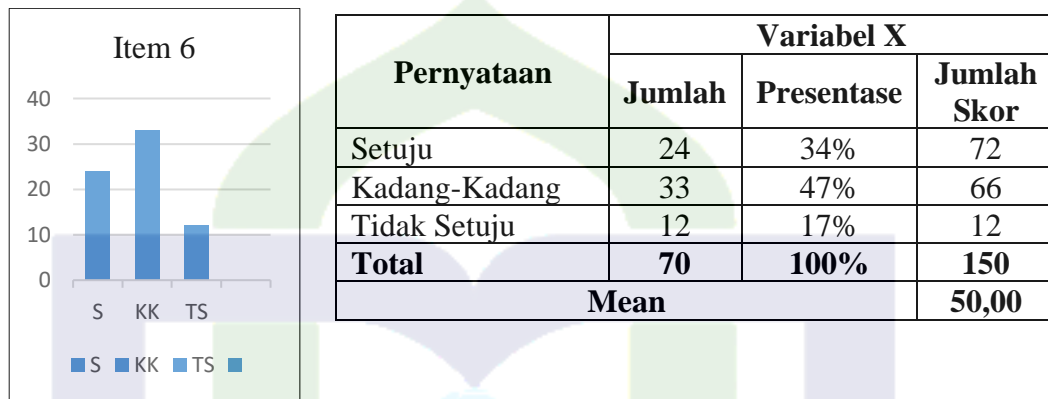 Item 6
40
30
20
10
0
S KK TS
S KK TS
Pernyataan Variabel X
Jumlah Presentase Jumlah Skor
Setuju 24 34% 72
Kadang-Kadang 33 47% 66
Tidak Setuju 12 17% 12
Total 70 100% 150
Mean 50,00